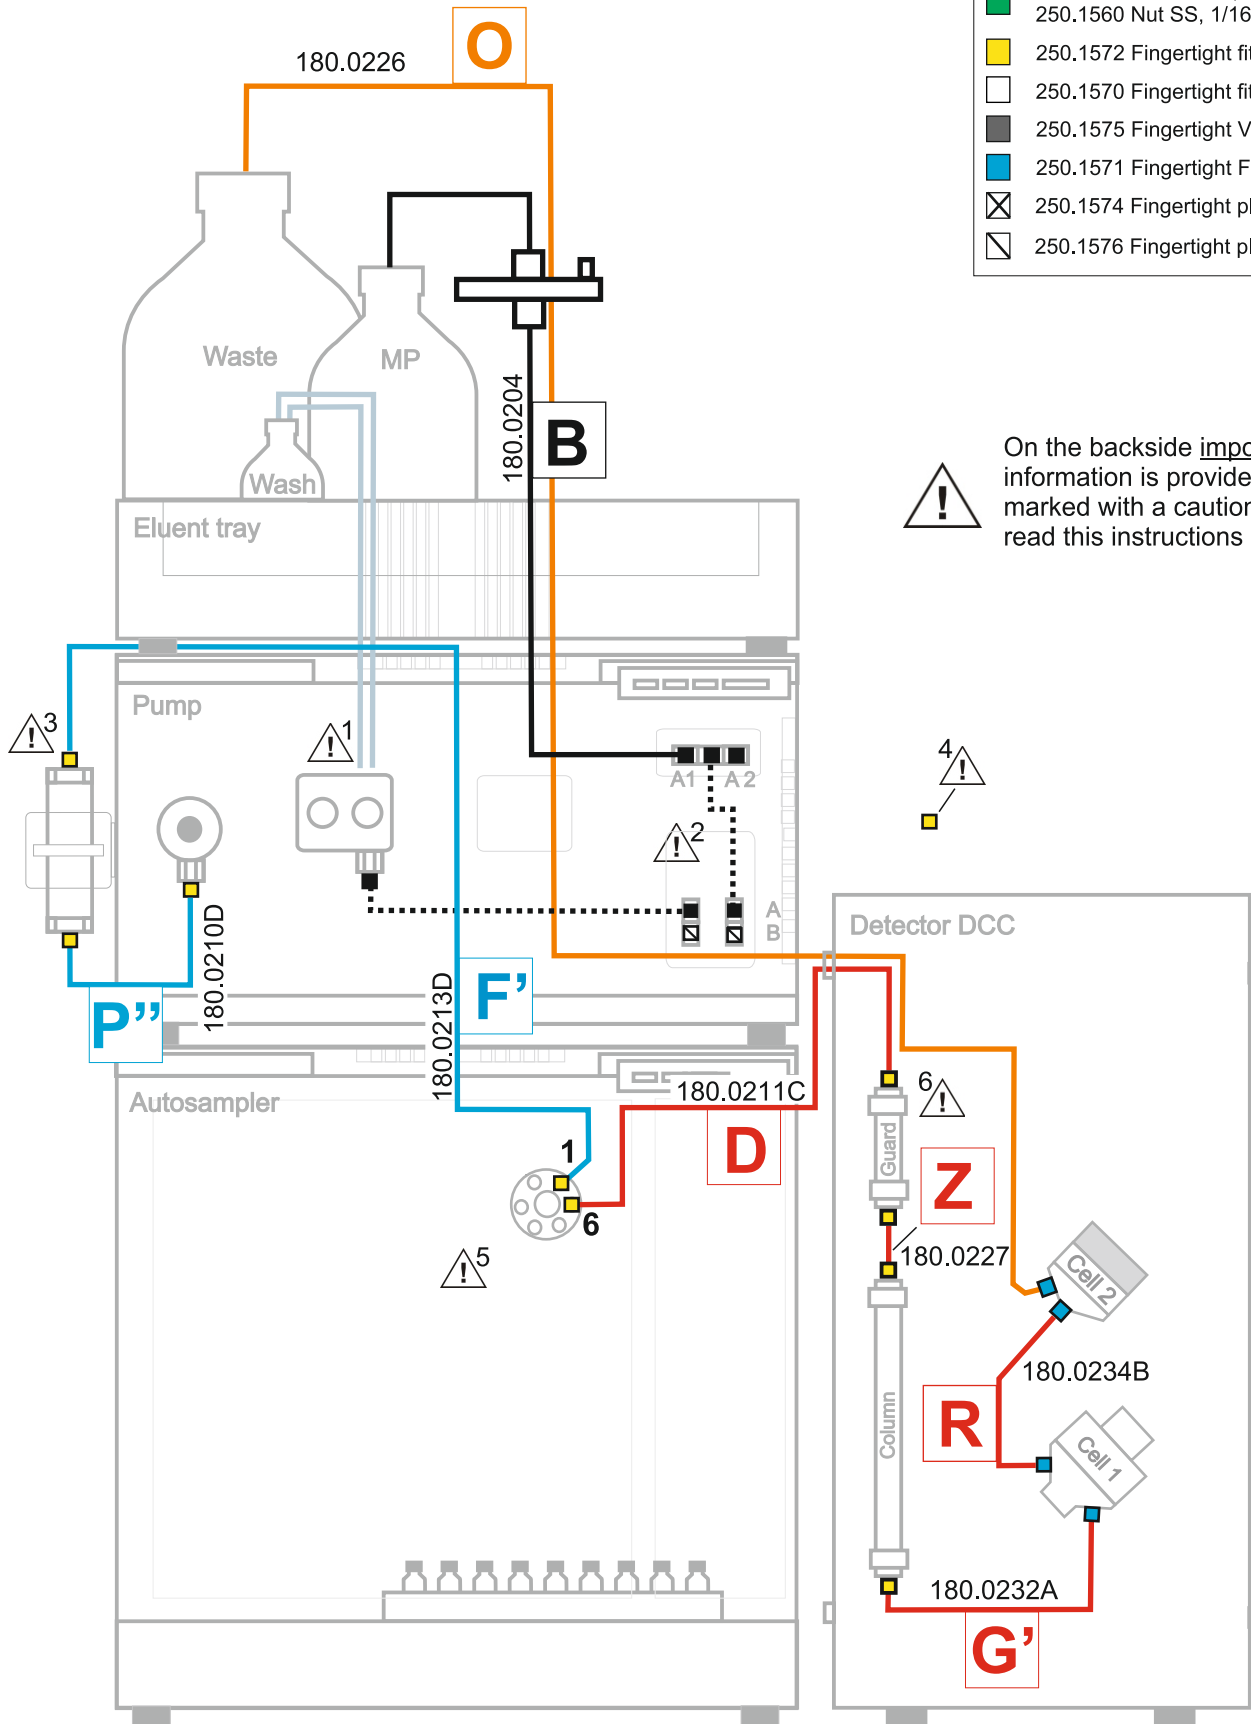 250.1560 Nut SS, 1/16
250.1572 Fingertight fit
250.1570 Fingertight fit
250.1575 Fingertight V
250.1571 Fingertight F
250.1574 Fingertight pl
250.1576 Fingertight pl
180.0226
O
Waste
MP
Wash
180.0204
B
On the backside impo
information is provide
marked with a caution
read this instructions
!
Eluent tray
Pump
! 3
! 1
A1 A2
! 2
4 !
A
B
180.0210D
P’’
180.0213D
F’
Detector DCC
Autosampler
180.0211C
D
1
6
! 5
6 !
Guard
Z
180.0227
Cell 2
180.0234B
R
Column
Cell 1
180.0232A
G’